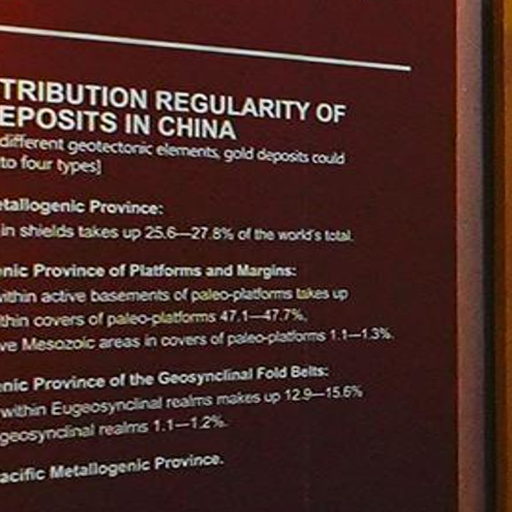 TRIBUTION REGULARITY OF
EPOSITS IN CHINA
different geotectonic elements, gold deposits could
to four types]
etallogenic Province:
in shields takes up 25.6—27.8% of the world's total.
enic Province of Platforms and Margins:
within active basements of paleo-platforms takes up
thin covers of paleo-platforms 47.1—47.7%.
ve Mesozoic areas in covers of paleo-platforms 1.1—1.3%.
enic Province of the Geosynclinal Fold Belts:
within Eugeosynclinal realms makes up 12.9—15.6%
geosynclinal realms 1.1—1.2%.
acific Metallogenic Province.